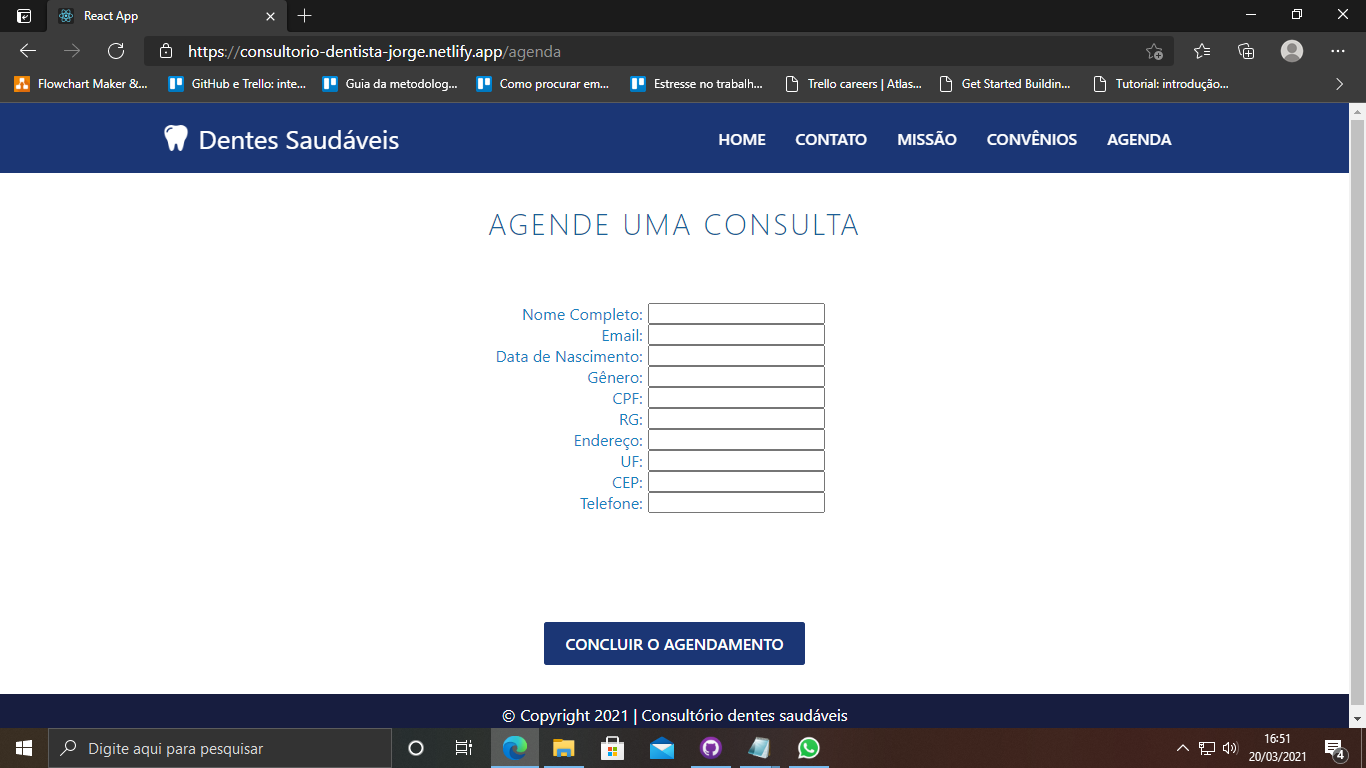 React App
https://consultorio-dentista-jorge.netlify.app/agenda
Flowchart Maker &... GitHub e Trello: inte... Guia da metodolog... Como procurar em... Estresse no trabalh... Trello careers | Atlas... Get Started Buildin... Tutorial: introdução...
Dentes Saudáveis HOME CONTATO MISSÃO CONVÊNIOS AGENDA
AGENDE UMA CONSULTA
Nome Completo:
Email:
Data de Nascimento:
Gênero:
CPF:
RG:
Endereço:
UF:
CEP:
Telefone:
CONCLUIR O AGENDAMENTO
© Copyright 2021 | Consultório dentes saudáveis
Digite aqui para pesquisar
16:51
20/03/2021
4